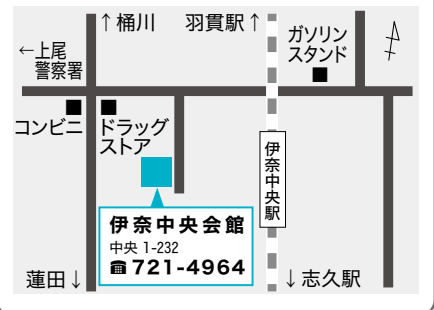 ↑桶川
羽貫駅↑
ガソリン
スタンド
←上尾
警察署
コンビニ
ドラッグ
ストア
伊奈中央駅
伊奈中央会館
中央 1-232
☎721-4964
蓮田↓
↓志久駅